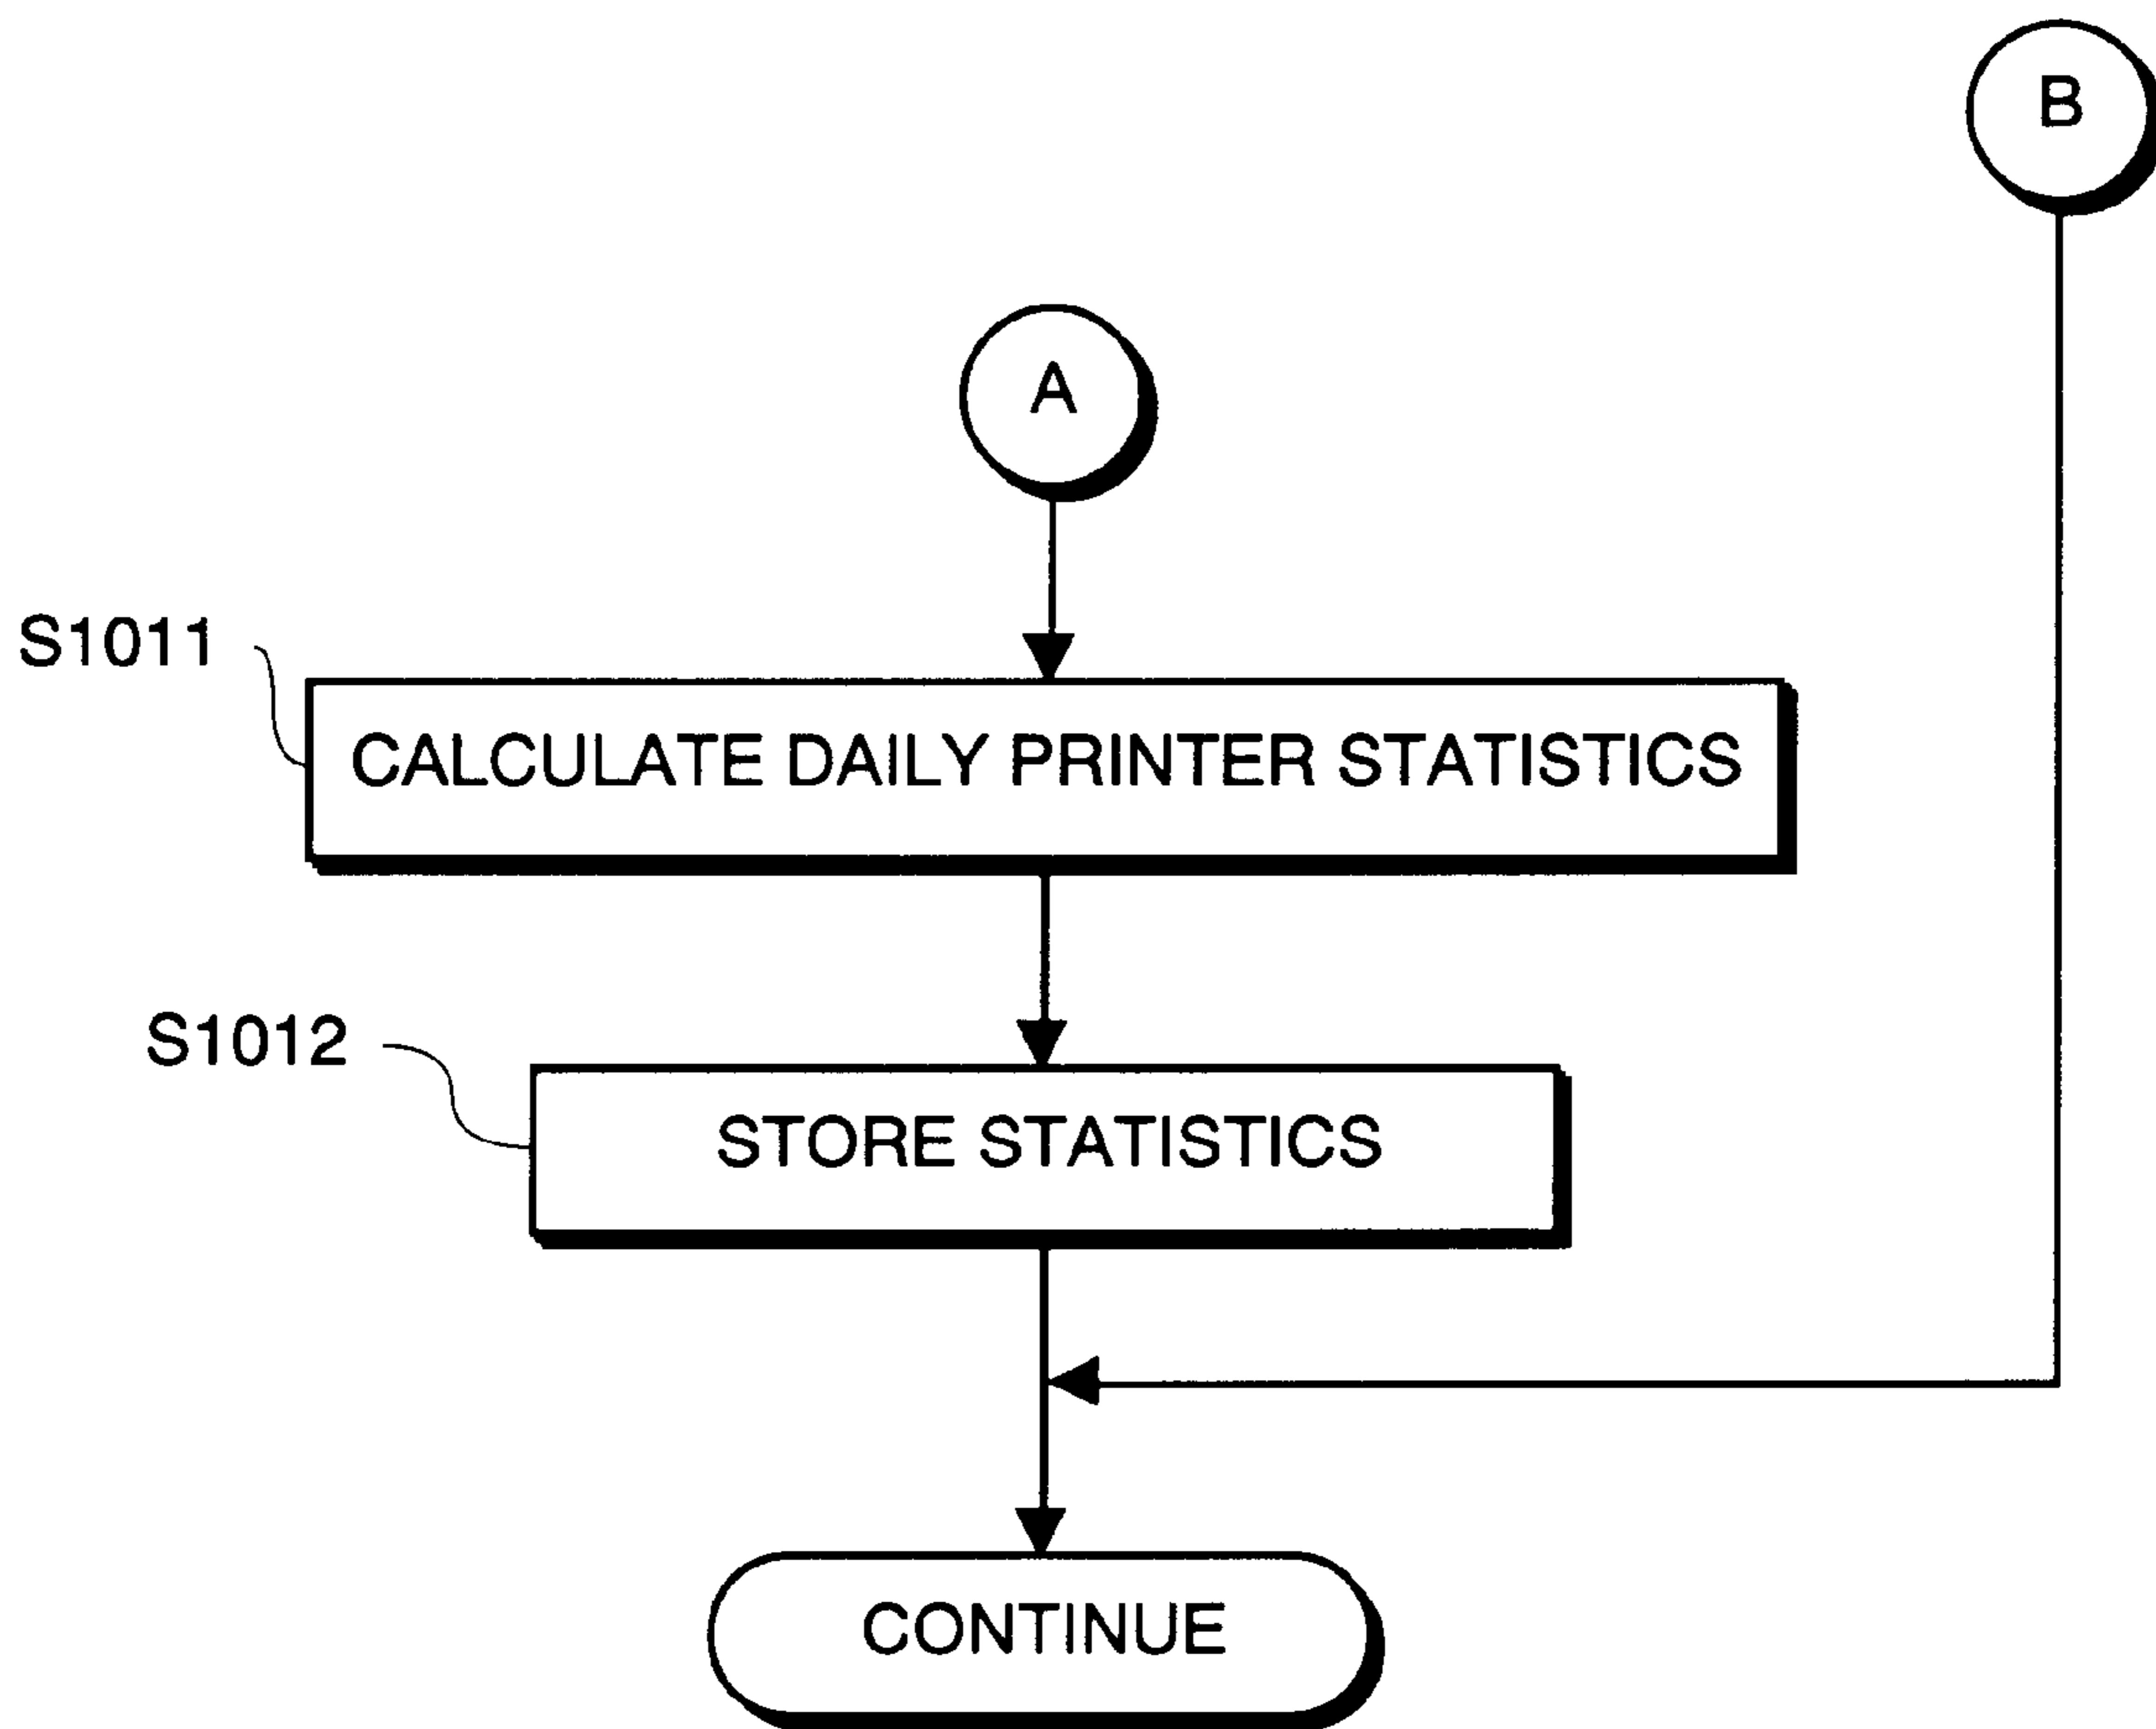 B
A
S1011
CALCULATE DAILY PRINTER STATISTICS
S1012
STORE STATISTICS
CONTINUE